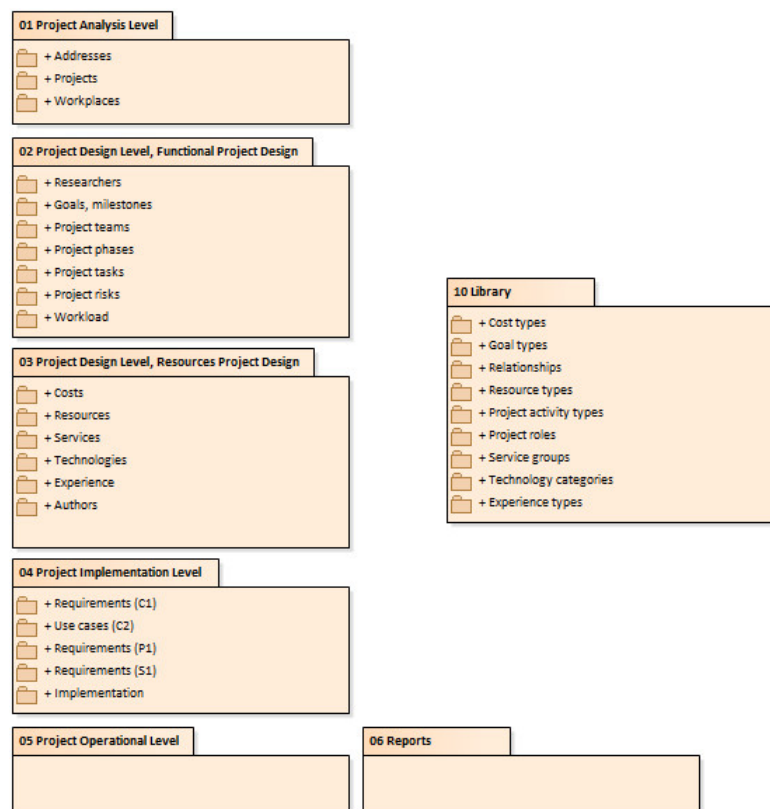 01 Project Analysis Level
+ Addresses
+ Projects
+ Workplaces
02 Project Design Level, Functional Project Design
+ Researchers
+ Goals, milestones
+ Project teams
+ Project phases
+ Project tasks
+ Project risks
+ Workload
03 Project Design Level, Resources Project Design
+ Costs
+ Resources
+ Services
+ Technologies
+ Experience
+ Authors
10 Library
+ Cost types
+ Goal types
+ Relationships
+ Resource types
+ Project activity types
+ Project roles
+ Service groups
+ Technology categories
+ Experience types
04 Project Implementation Level
+ Requirements (C1)
+ Use cases (C2)
+ Requirements (P1)
+ Requirements (S1)
+ Implementation
05 Project Operational Level
06 Reports